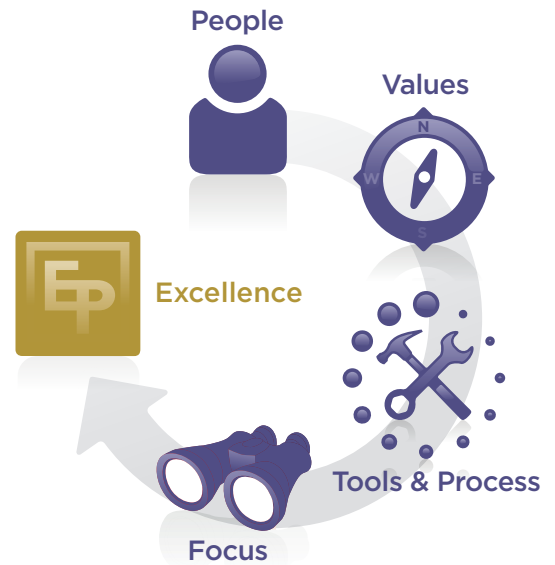 People
Values
N
W
E
S
EP
Excellence
Tools & Process
Focus